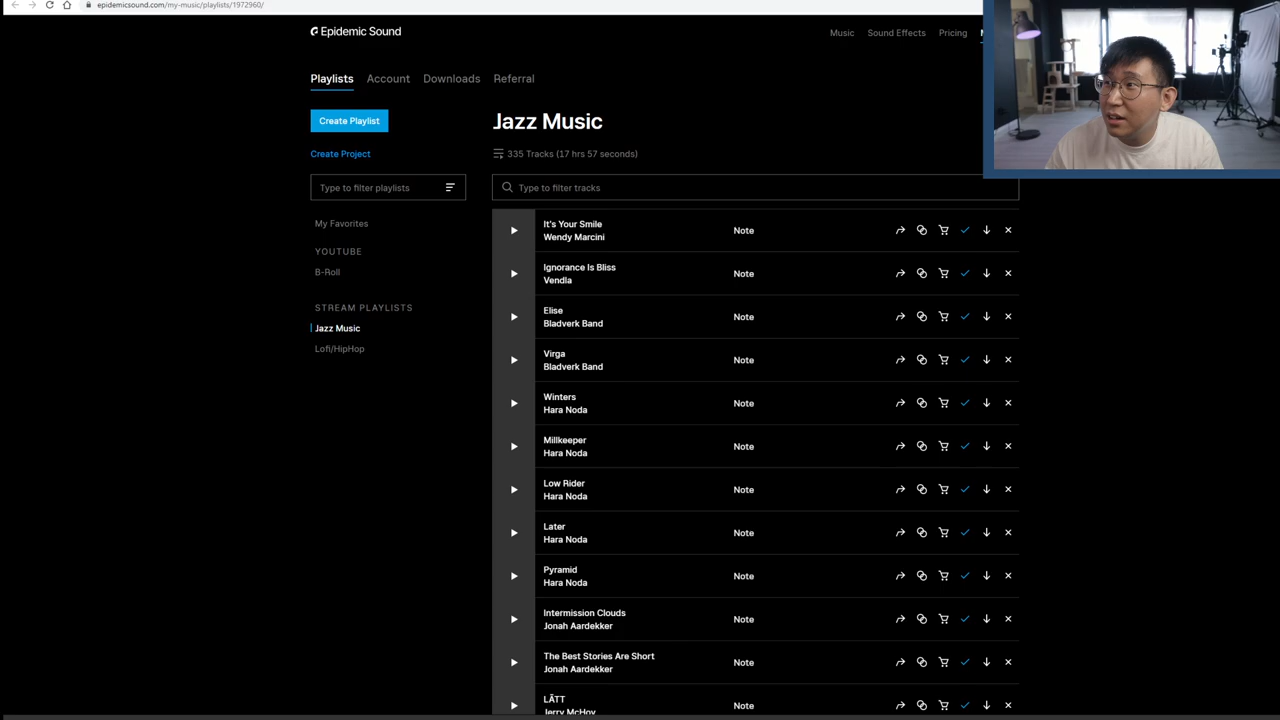 epidemicsound.com/my-music/playlists/1972960/
Epidemic Sound
Music
Sound Effects
Pricing
Playlists
Account
Downloads
Referral
Create Playlist
Create Project
Type to filter playlists
My Favorites
YOUTUBE
B-Roll
STREAM PLAYLISTS
Jazz Music
Lofi/HipHop
Jazz Music
335 Tracks (17 hrs 57 seconds)
Type to filter tracks
It's Your Smile
Wendy Marcini
Note
Ignorance Is Bliss
Vendla
Note
Elise
Bladverk Band
Note
Virga
Bladverk Band
Note
Winters
Hara Noda
Note
Millkeeper
Hara Noda
Note
Low Rider
Hara Noda
Note
Later
Hara Noda
Note
Pyramid
Hara Noda
Note
Intermission Clouds
Jonah Aardekker
Note
The Best Stories Are Short
Jonah Aardekker
Note
LÄTT
Jerry McHoy
Note